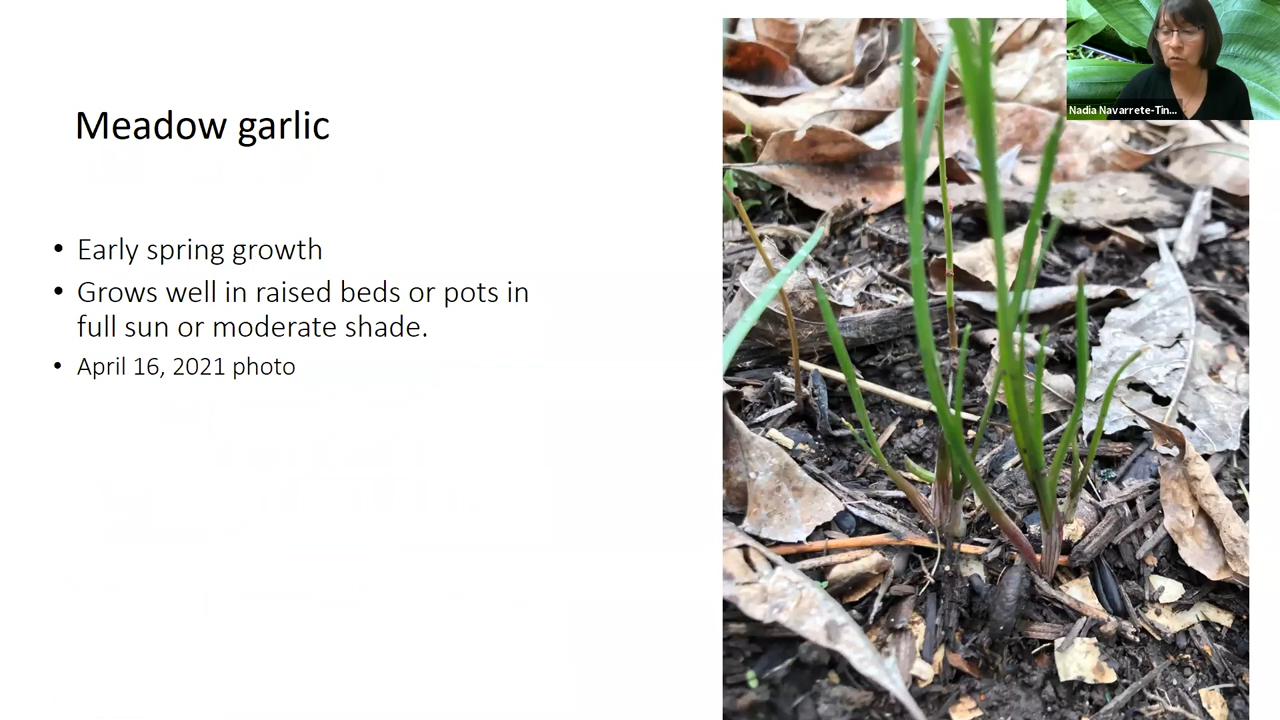 Meadow garlic
• Early spring growth
• Grows well in raised beds or pots in
full sun or moderate shade.
• April 16, 2021 photo
Nadia Navarrete-Tin...